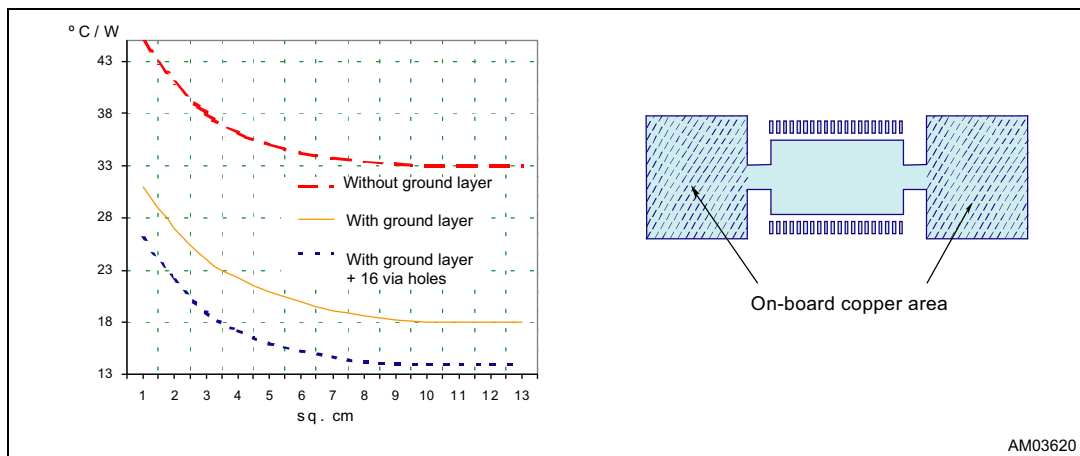 º C / W
43
38
33
28
23
18
13
Without ground layer
With ground layer
With ground layer
+ 16 via holes
1 2 3 4 5 6 7 8 9 10 11 12 13
sq. cm
On-board copper area
AM03620